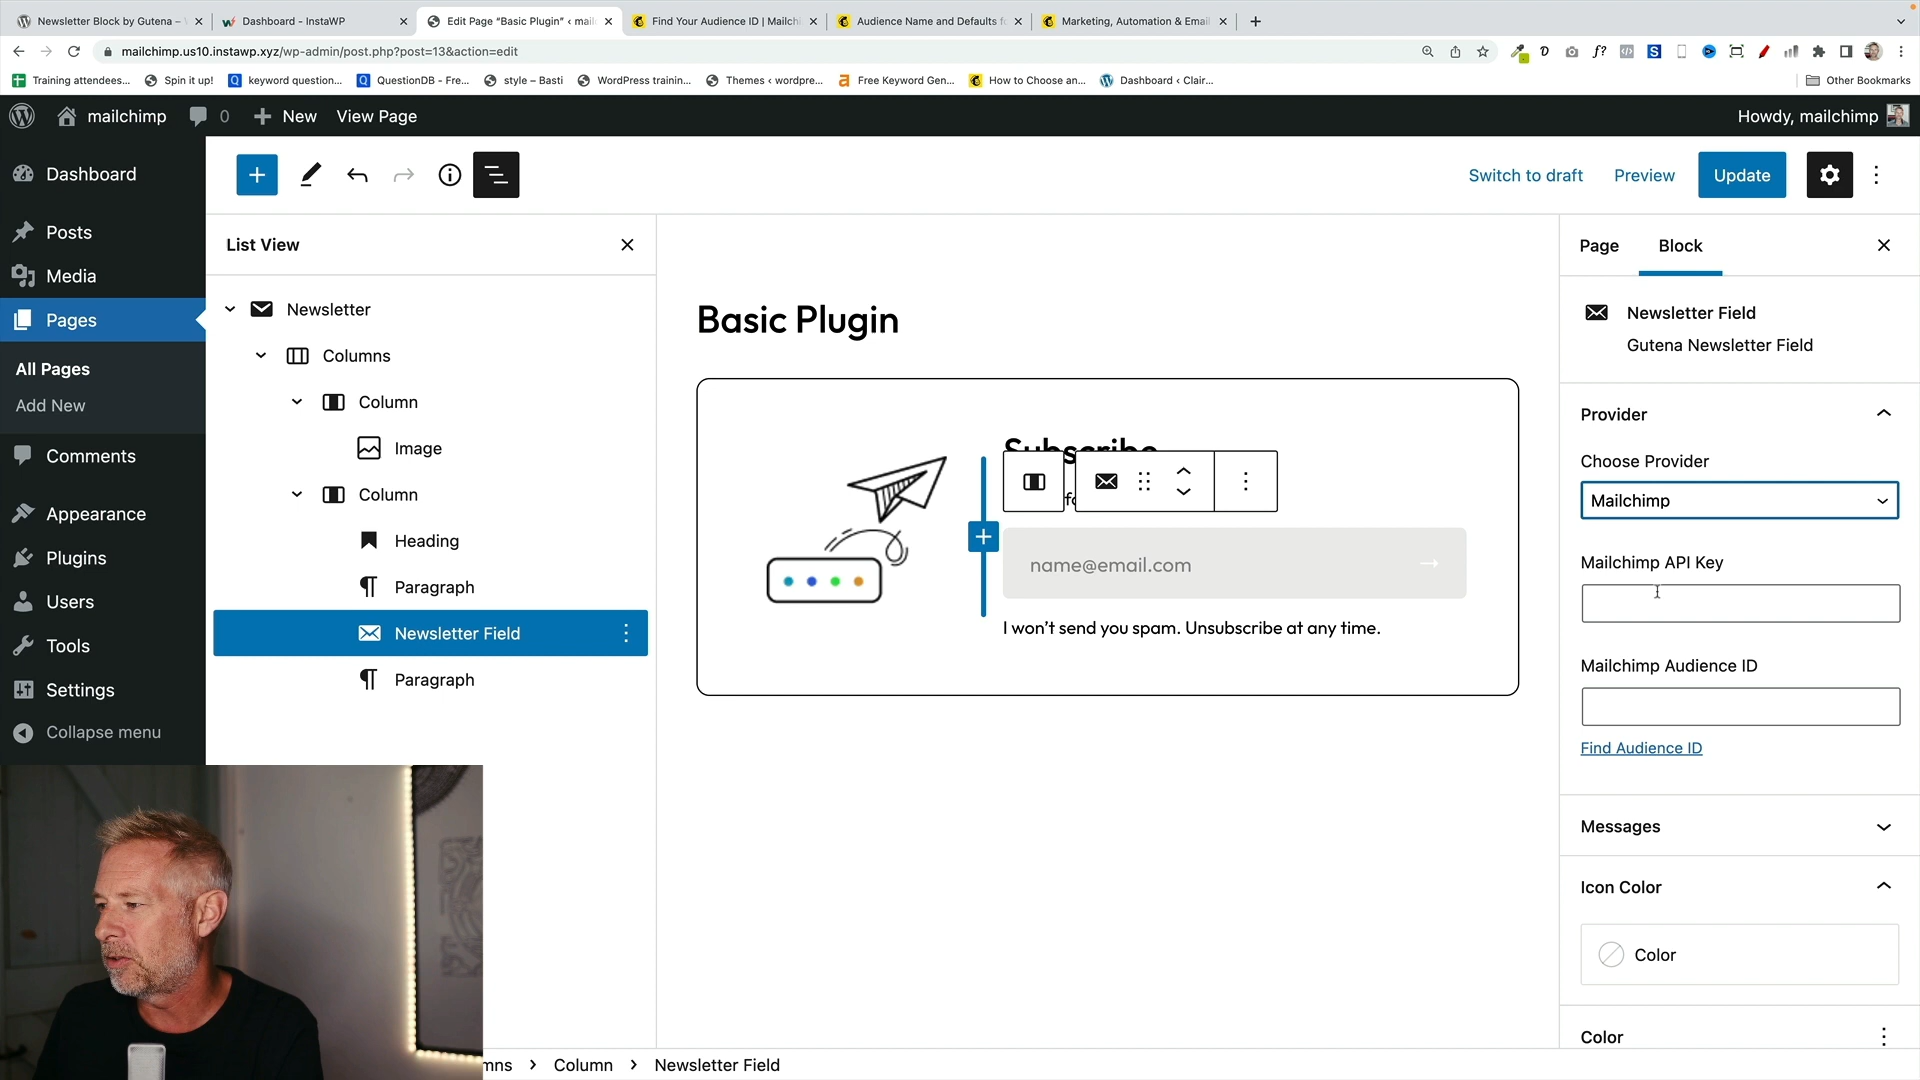 Newsletter Block by Gutena –
Dashboard - InstaWP
Edit Page “Basic Plugin” ‹ mail
Find Your Audience ID | Mailch
Audience Name and Defaults f
Marketing, Automation & Email
mailchimp.us10.instawp.xyz/wp-admin/post.php?post=13&action=edit
Training attendees...
Spin it up!
keyword question...
QuestionDB - Fre...
style – Basti
WordPress trainin...
Themes ‹ wordpre...
Free Keyword Gen...
How to Choose an...
Dashboard ‹ Clair...
Other Bookmarks
mailchimp
0
New
View Page
Howdy, mailchimp
Dashboard
Posts
Media
Pages
All Pages
Add New
Comments
Appearance
Plugins
Users
Tools
Settings
Collapse menu
Switch to draft
Preview
Update
List View
Newsletter
Columns
Column
Image
Column
Heading
Paragraph
Newsletter Field
Paragraph
Basic Plugin
Subscribe
name@email.com
I won’t send you spam. Unsubscribe at any time.
Page
Block
Newsletter Field
Gutena Newsletter Field
Provider
Choose Provider
Mailchimp
Mailchimp API Key
Mailchimp Audience ID
Find Audience ID
Messages
Icon Color
Color
Color
mns > Column > Newsletter Field